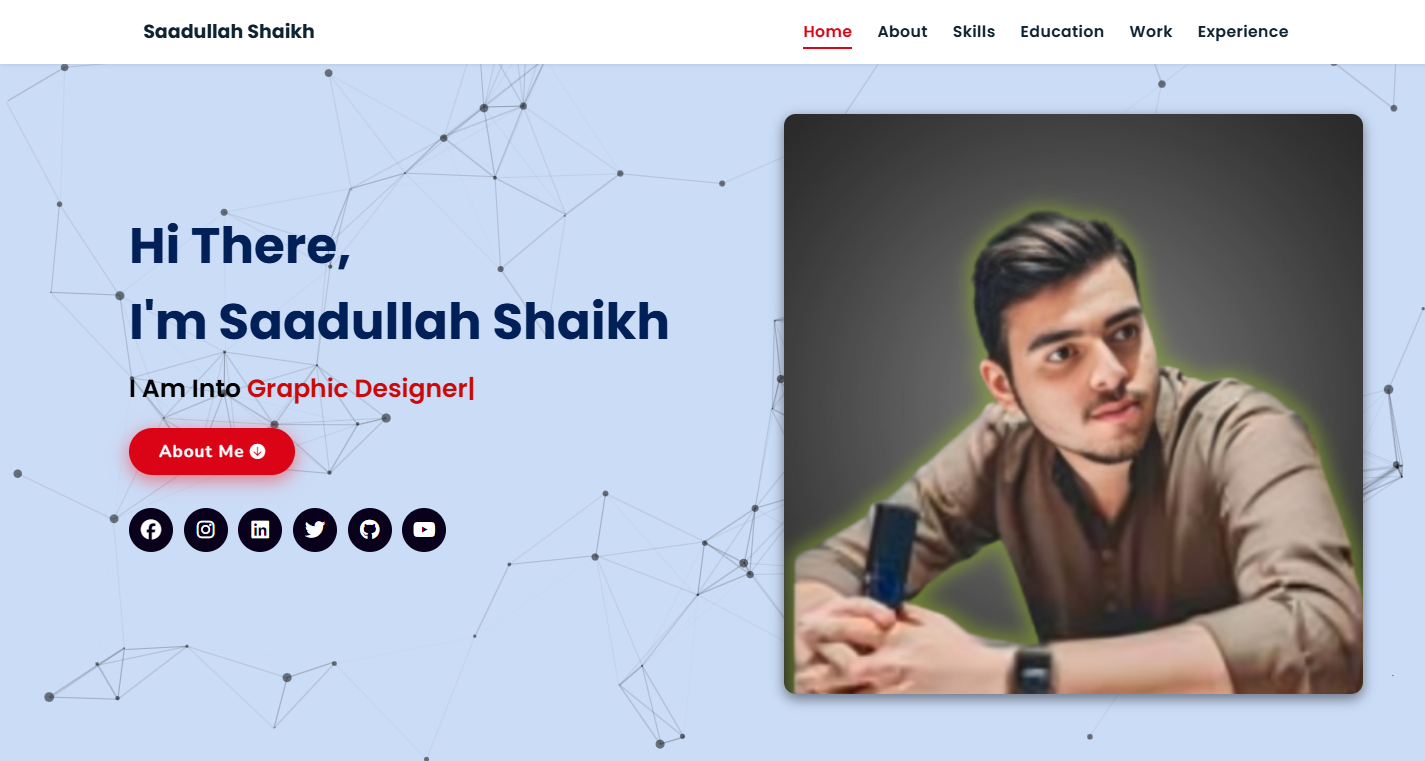 Saadullah Shaikh
Home About Skills Education Work Experience
Hi There,
I'm Saadullah Shaikh
I Am Into Graphic Designer|
About Me